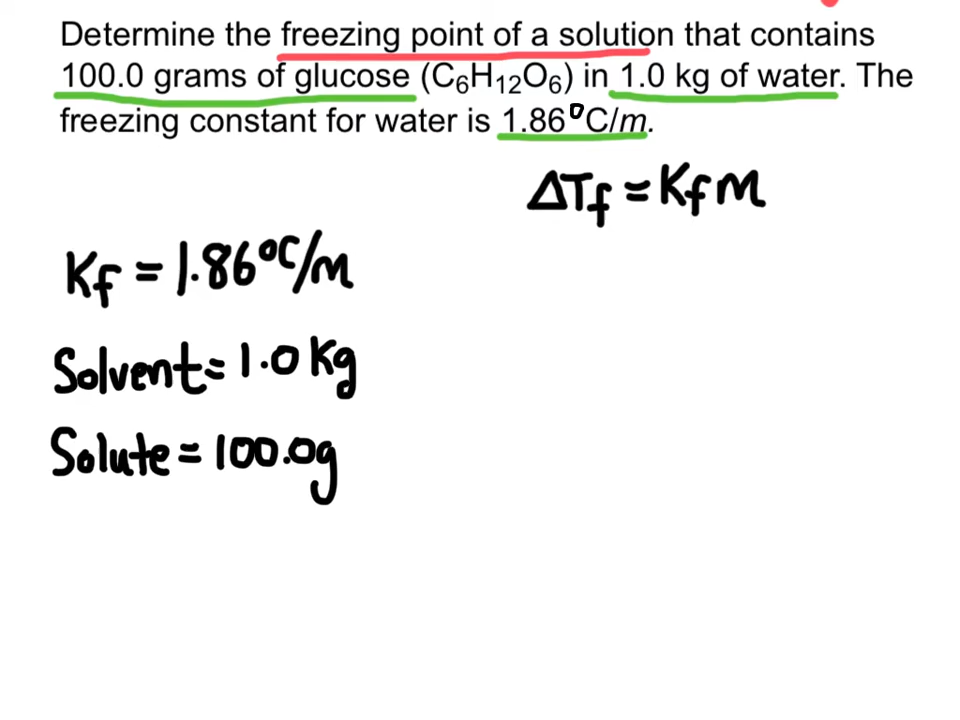 Determine the freezing point of a solution that contains
100.0 grams of glucose (C₆H₁₂O₆) in 1.0 kg of water. The
freezing constant for water is 1.86°C/m.
ΔTf = Kf m
Kf = 1.86°C/m
Solvent = 1.0 Kg
Solute = 100.0g